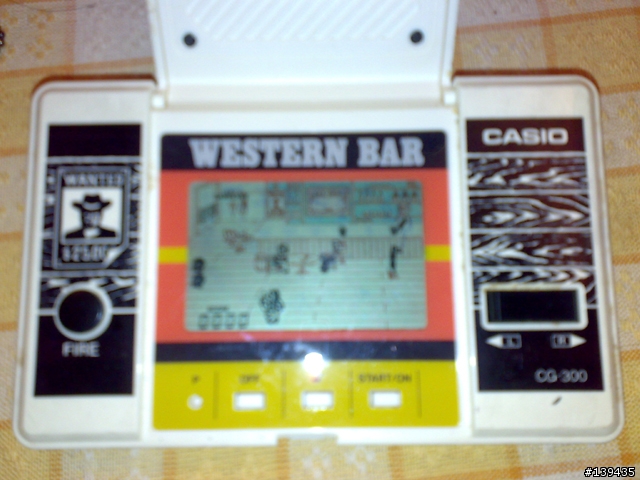 WESTERN BAR
CASIO
WANTED
FIRE
P OFF START/ON
L R
CG-300
#139435